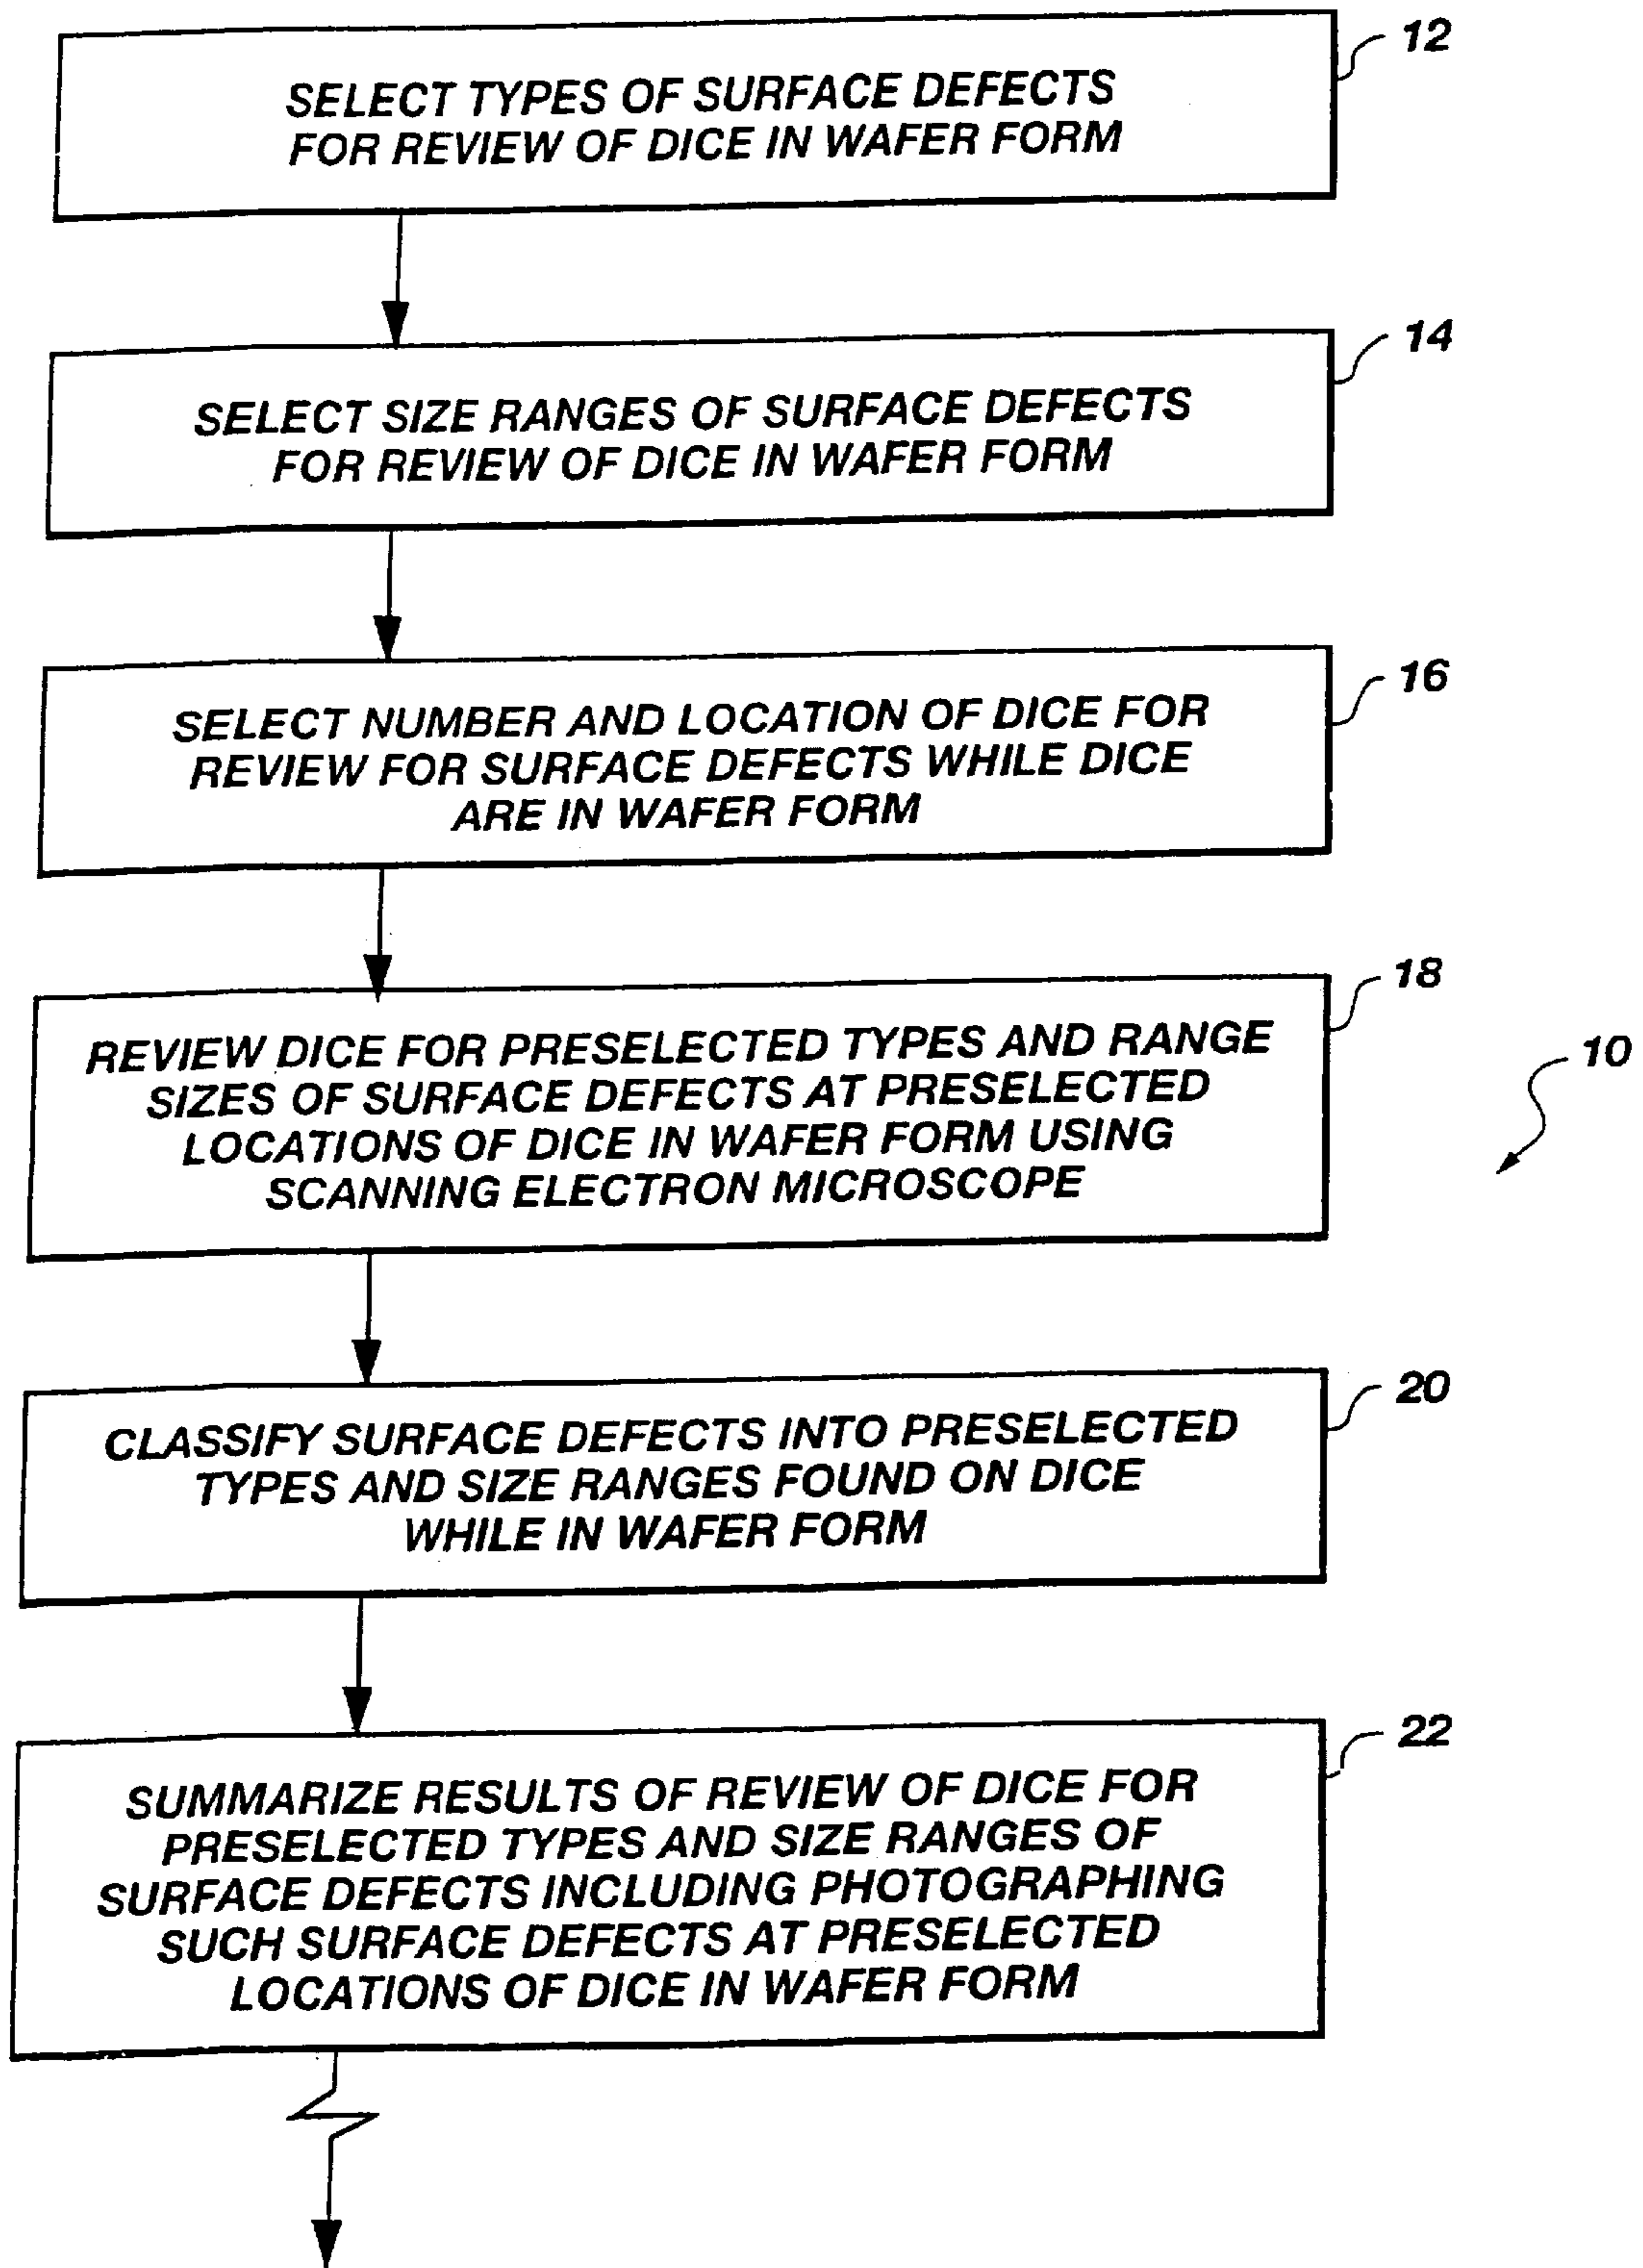 12
SELECT TYPES OF SURFACE DEFECTS
FOR REVIEW OF DICE IN WAFER FORM
14
SELECT SIZE RANGES OF SURFACE DEFECTS
FOR REVIEW OF DICE IN WAFER FORM
16
SELECT NUMBER AND LOCATION OF DICE FOR
REVIEW FOR SURFACE DEFECTS WHILE DICE
ARE IN WAFER FORM
18
REVIEW DICE FOR PRESELECTED TYPES AND RANGE
SIZES OF SURFACE DEFECTS AT PRESELECTED
LOCATIONS OF DICE IN WAFER FORM USING
SCANNING ELECTRON MICROSCOPE
10
20
CLASSIFY SURFACE DEFECTS INTO PRESELECTED
TYPES AND SIZE RANGES FOUND ON DICE
WHILE IN WAFER FORM
22
SUMMARIZE RESULTS OF REVIEW OF DICE FOR
PRESELECTED TYPES AND SIZE RANGES OF
SURFACE DEFECTS INCLUDING PHOTOGRAPHING
SUCH SURFACE DEFECTS AT PRESELECTED
LOCATIONS OF DICE IN WAFER FORM